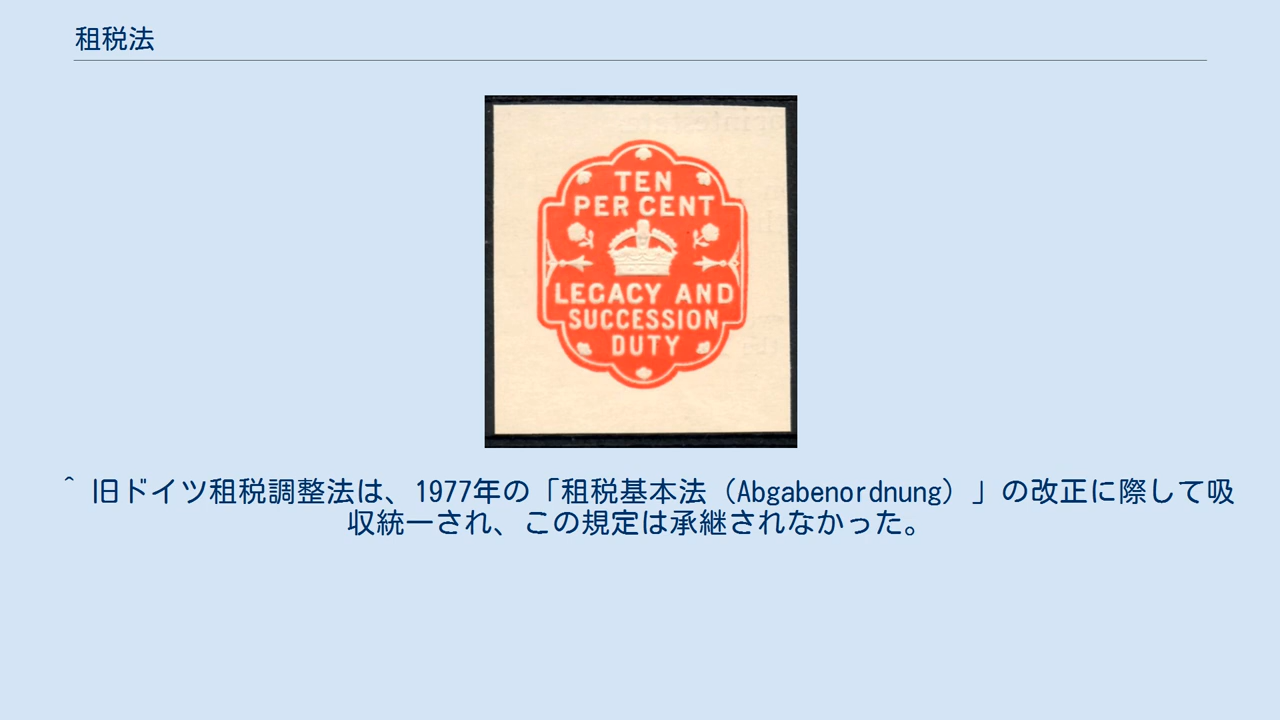 租税法
TEN
PER CENT
LEGACY AND
SUCCESSION
DUTY
^ 旧ドイツ租税調整法は、1977年の「租税基本法（Abgabenordnung）」の改正に際して吸
収統一され、この規定は承継されなかった。